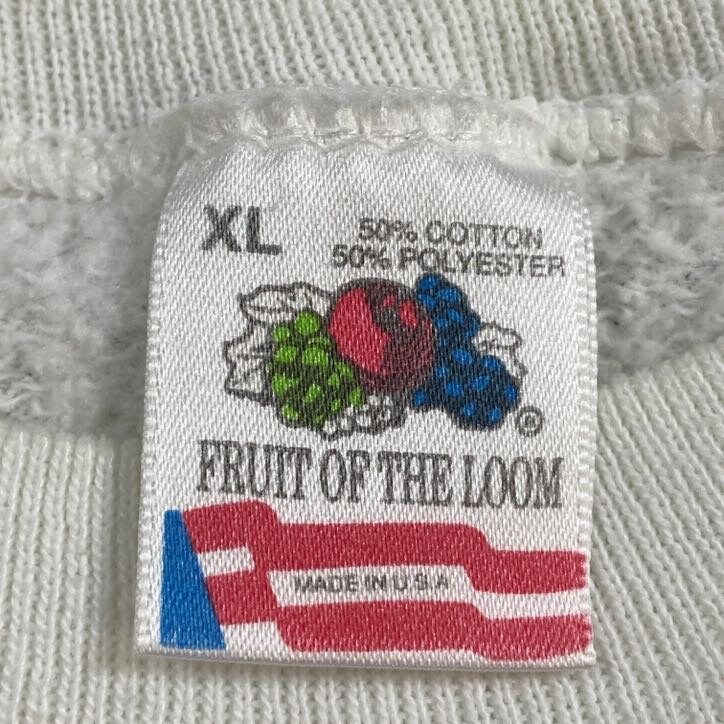 XL
50% COTTON
50% POLYESTER
®
FRUIT OF THE LOOM
MADE IN U.S.A